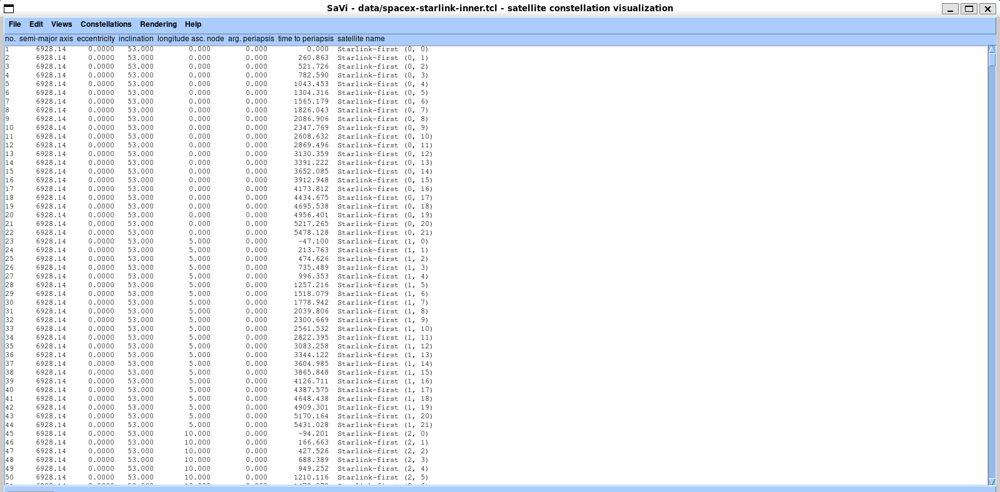 SaVi - data/spacex-starlink-inner.tcl - satellite constellation visualization
File Edit Views Constellations Rendering Help
no. semi-major axis eccentricity inclination longitude asc. node arg. periapsis time to periapsis satellite name
1 6928.14 0.0000 53.000 0.000 0.000 0.000 Starlink-first (0, 0)
2 6928.14 0.0000 53.000 0.000 0.000 260.863 Starlink-first (0, 1)
3 6928.14 0.0000 53.000 0.000 0.000 521.726 Starlink-first (0, 2)
4 6928.14 0.0000 53.000 0.000 0.000 782.590 Starlink-first (0, 3)
5 6928.14 0.0000 53.000 0.000 0.000 1043.453 Starlink-first (0, 4)
6 6928.14 0.0000 53.000 0.000 0.000 1304.316 Starlink-first (0, 5)
7 6928.14 0.0000 53.000 0.000 0.000 1565.179 Starlink-first (0, 6)
8 6928.14 0.0000 53.000 0.000 0.000 1826.043 Starlink-first (0, 7)
9 6928.14 0.0000 53.000 0.000 0.000 2086.906 Starlink-first (0, 8)
10 6928.14 0.0000 53.000 0.000 0.000 2347.769 Starlink-first (0, 9)
11 6928.14 0.0000 53.000 0.000 0.000 2608.632 Starlink-first (0, 10)
12 6928.14 0.0000 53.000 0.000 0.000 2869.496 Starlink-first (0, 11)
13 6928.14 0.0000 53.000 0.000 0.000 3130.359 Starlink-first (0, 12)
14 6928.14 0.0000 53.000 0.000 0.000 3391.222 Starlink-first (0, 13)
15 6928.14 0.0000 53.000 0.000 0.000 3652.085 Starlink-first (0, 14)
16 6928.14 0.0000 53.000 0.000 0.000 3912.948 Starlink-first (0, 15)
17 6928.14 0.0000 53.000 0.000 0.000 4173.812 Starlink-first (0, 16)
18 6928.14 0.0000 53.000 0.000 0.000 4434.675 Starlink-first (0, 17)
19 6928.14 0.0000 53.000 0.000 0.000 4695.538 Starlink-first (0, 18)
20 6928.14 0.0000 53.000 0.000 0.000 4956.401 Starlink-first (0, 19)
21 6928.14 0.0000 53.000 0.000 0.000 5217.265 Starlink-first (0, 20)
22 6928.14 0.0000 53.000 0.000 0.000 5478.128 Starlink-first (0, 21)
23 6928.14 0.0000 53.000 5.000 0.000 -47.100 Starlink-first (1, 0)
24 6928.14 0.0000 53.000 5.000 0.000 213.763 Starlink-first (1, 1)
25 6928.14 0.0000 53.000 5.000 0.000 474.626 Starlink-first (1, 2)
26 6928.14 0.0000 53.000 5.000 0.000 735.489 Starlink-first (1, 3)
27 6928.14 0.0000 53.000 5.000 0.000 996.353 Starlink-first (1, 4)
28 6928.14 0.0000 53.000 5.000 0.000 1257.216 Starlink-first (1, 5)
29 6928.14 0.0000 53.000 5.000 0.000 1518.079 Starlink-first (1, 6)
30 6928.14 0.0000 53.000 5.000 0.000 1778.942 Starlink-first (1, 7)
31 6928.14 0.0000 53.000 5.000 0.000 2039.806 Starlink-first (1, 8)
32 6928.14 0.0000 53.000 5.000 0.000 2300.669 Starlink-first (1, 9)
33 6928.14 0.0000 53.000 5.000 0.000 2561.532 Starlink-first (1, 10)
34 6928.14 0.0000 53.000 5.000 0.000 2822.395 Starlink-first (1, 11)
35 6928.14 0.0000 53.000 5.000 0.000 3083.258 Starlink-first (1, 12)
36 6928.14 0.0000 53.000 5.000 0.000 3344.122 Starlink-first (1, 13)
37 6928.14 0.0000 53.000 5.000 0.000 3604.985 Starlink-first (1, 14)
38 6928.14 0.0000 53.000 5.000 0.000 3865.848 Starlink-first (1, 15)
39 6928.14 0.0000 53.000 5.000 0.000 4126.711 Starlink-first (1, 16)
40 6928.14 0.0000 53.000 5.000 0.000 4387.575 Starlink-first (1, 17)
41 6928.14 0.0000 53.000 5.000 0.000 4648.438 Starlink-first (1, 18)
42 6928.14 0.0000 53.000 5.000 0.000 4909.301 Starlink-first (1, 19)
43 6928.14 0.0000 53.000 5.000 0.000 5170.164 Starlink-first (1, 20)
44 6928.14 0.0000 53.000 5.000 0.000 5431.028 Starlink-first (1, 21)
45 6928.14 0.0000 53.000 10.000 0.000 -94.201 Starlink-first (2, 0)
46 6928.14 0.0000 53.000 10.000 0.000 166.663 Starlink-first (2, 1)
47 6928.14 0.0000 53.000 10.000 0.000 427.526 Starlink-first (2, 2)
48 6928.14 0.0000 53.000 10.000 0.000 688.389 Starlink-first (2, 3)
49 6928.14 0.0000 53.000 10.000 0.000 949.252 Starlink-first (2, 4)
50 6928.14 0.0000 53.000 10.000 0.000 1210.116 Starlink-first (2, 5)